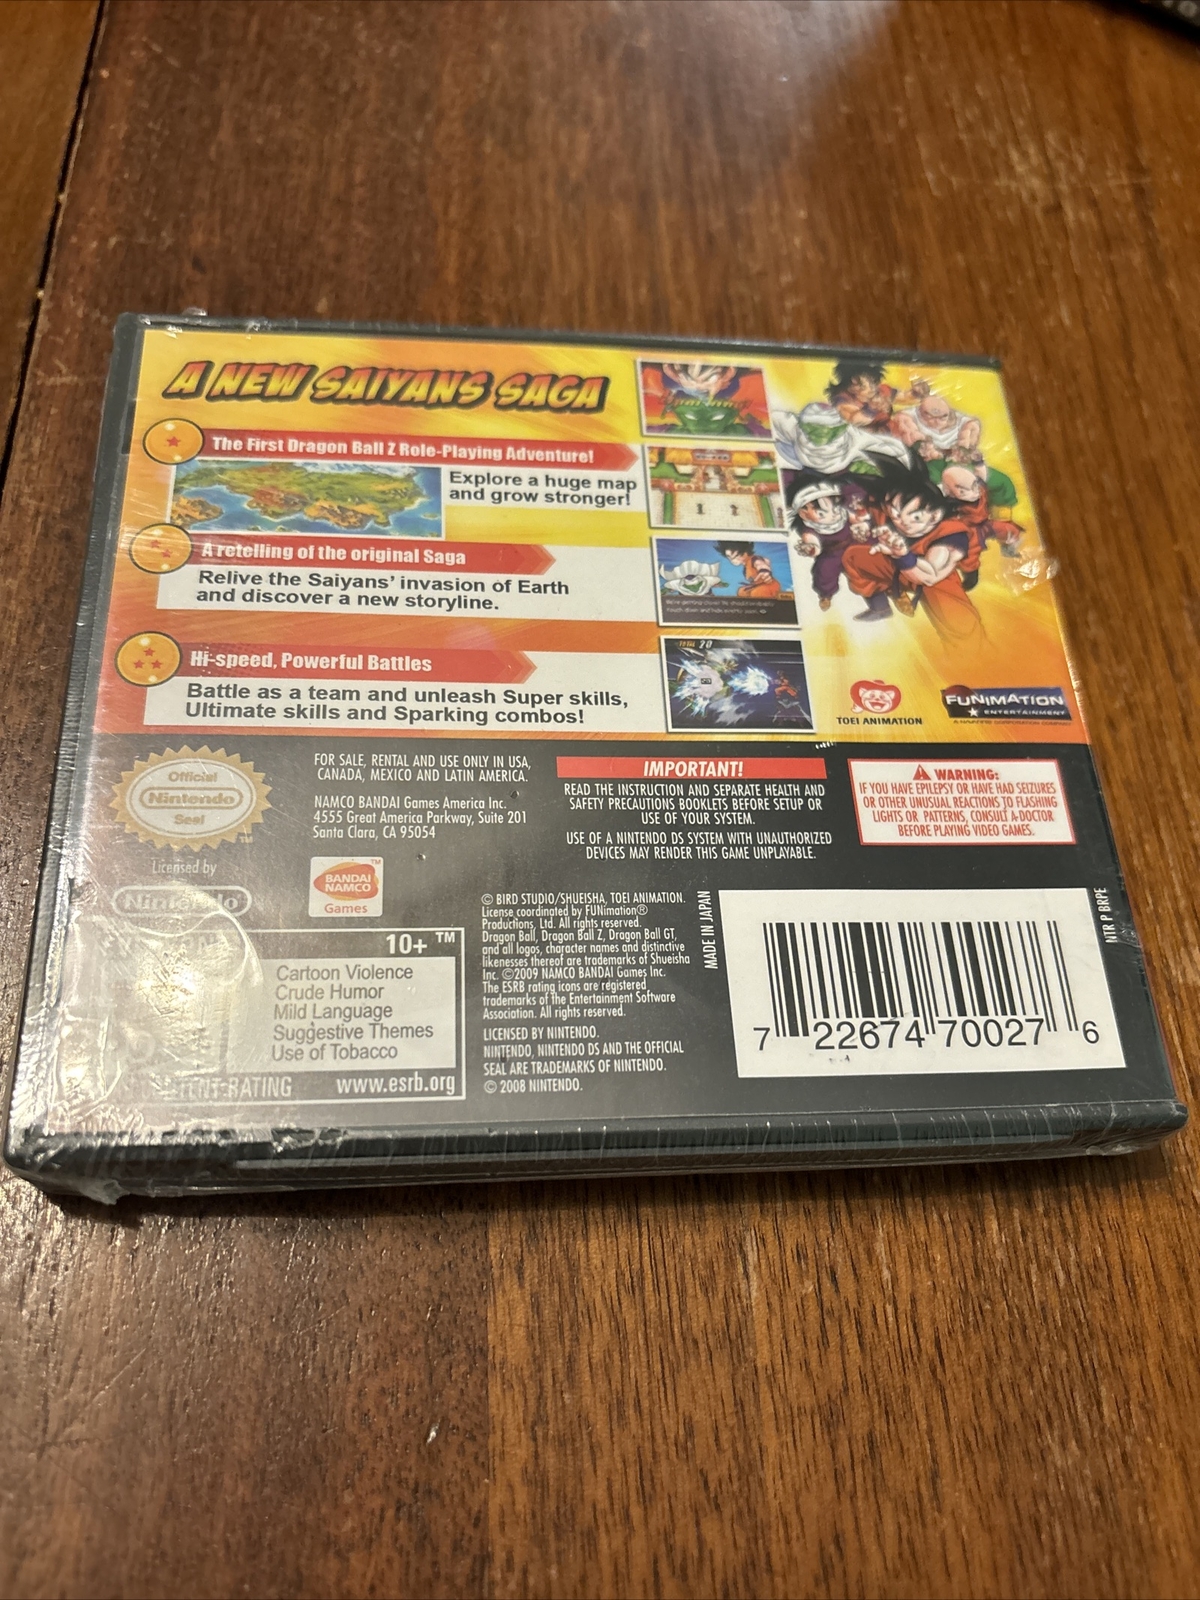 A NEW SAIYANS SAGA
The First Dragon Ball Z Role-Playing Adventure!
Explore a huge map
and grow stronger!
A retelling of the original Saga
Relive the Saiyans' invasion of Earth
and discover a new storyline.
Hi-speed, Powerful Battles
Battle as a team and unleash Super skills,
Ultimate skills and Sparking combos!
20
TOEI ANIMATION
FUNIMATION
ENTERTAINMENT
Official
Nintendo
Seal
Licensed by
Nintendo
FOR SALE, RENTAL AND USE ONLY IN USA,
CANADA, MEXICO AND LATIN AMERICA.
NAMCO BANDAI Games America Inc.
4555 Great America Parkway, Suite 201
Santa Clara, CA 95054
BANDAI
NAMCO
Games
TM
IMPORTANT!
READ THE INSTRUCTION AND SEPARATE HEALTH AND
SAFETY PRECAUTIONS BOOKLETS BEFORE SETUP OR
USE OF YOUR SYSTEM.
USE OF A NINTENDO DS SYSTEM WITH UNAUTHORIZED
DEVICES MAY RENDER THIS GAME UNPLAYABLE.
WARNING:
IF YOU HAVE EPILEPSY OR HAVE HAD SEIZURES
OR OTHER UNUSUAL REACTIONS TO FLASHING
LIGHTS OR PATTERNS, CONSULT A DOCTOR
BEFORE PLAYING VIDEO GAMES.
10+ TM
Cartoon Violence
Crude Humor
Mild Language
Suggestive Themes
Use of Tobacco
CONTENT RATING www.esrb.org
© BIRD STUDIO/SHUEISHA, TOEI ANIMATION.
License coordinated by FUNimation®
Productions, Ltd. All rights reserved.
Dragon Ball, Dragon Ball Z, Dragon Ball GT,
and all logos, character names and distinctive
likenesses thereof are trademarks of Shueisha
Inc. ©2009 NAMCO BANDAI Games Inc.
The ESRB rating icons are registered
trademarks of the Entertainment Software
Association. All rights reserved.
LICENSED BY NINTENDO.
NINTENDO, NINTENDO DS AND THE OFFICIAL
SEAL ARE TRADEMARKS OF NINTENDO.
© 2008 NINTENDO.
MADE IN JAPAN
7 22674 70027 6
NTR P BRPE